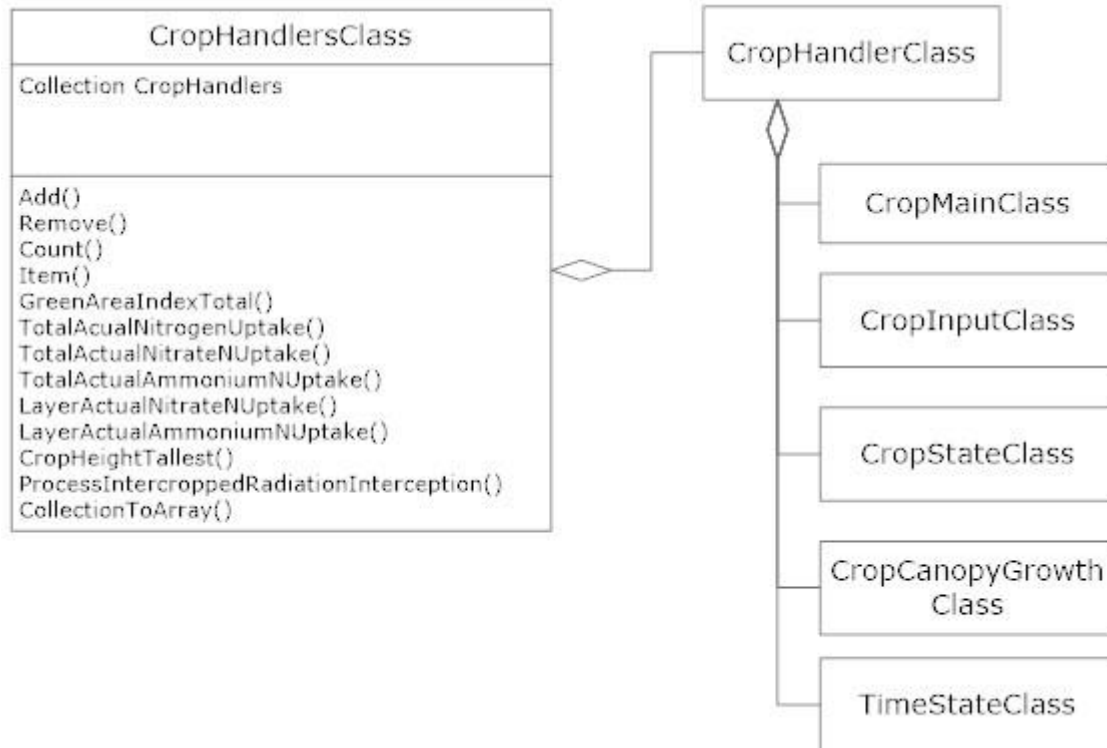 CropHandlersClass
Collection CropHandlers
Add()
Remove()
Count()
Item()
GreenAreaIndexTotal()
TotalAcualNitrogenUptake()
TotalActualNitrateNUptake()
TotalActualAmmoniumNUptake()
LayerActualNitrateNUptake()
LayerActualAmmoniumNUptake()
CropHeightTallest()
ProcessIntercroppedRadiationInterception()
CollectionToArray()
CropHandlerClass
CropMainClass
CropInputClass
CropStateClass
CropCanopyGrowth
Class
TimeStateClass